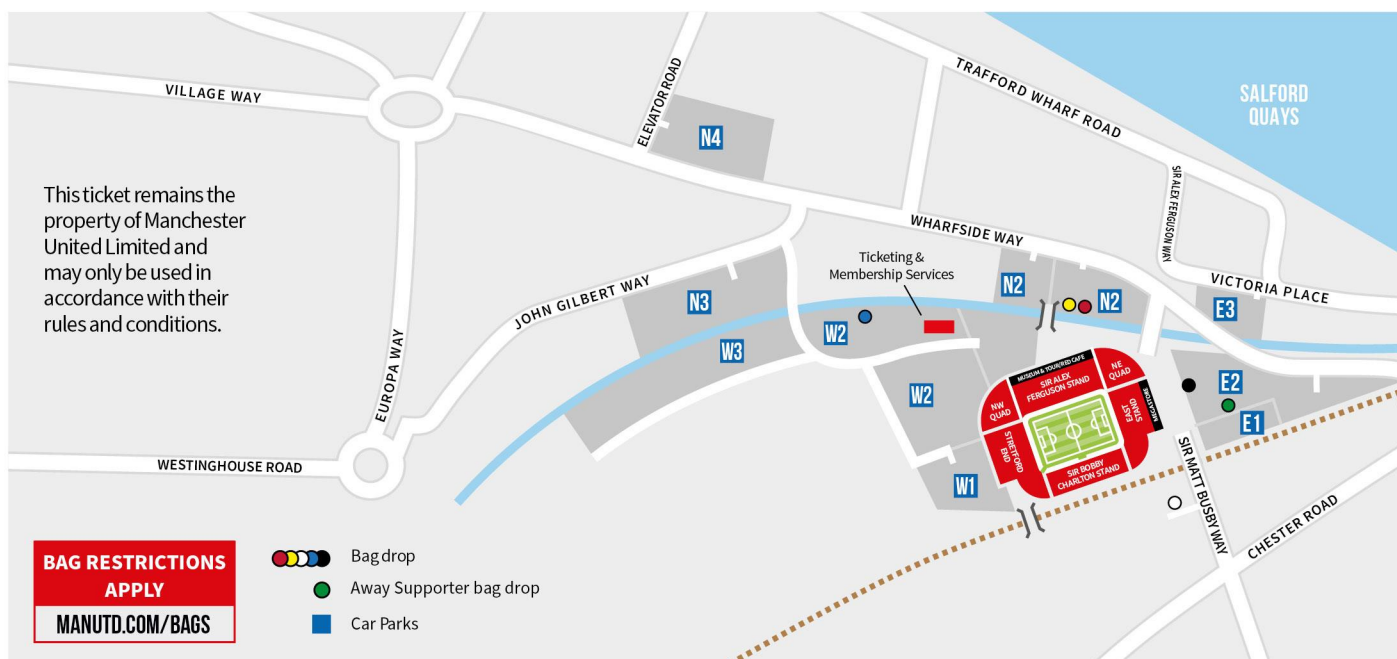 VILLAGE WAY
ELEVATOR ROAD
N4
TRAFFORD WHARF ROAD
SALFORD
QUAYS
SIR ALEX FERGUSON WAY
This ticket remains the
property of Manchester
United Limited and
may only be used in
accordance with their
rules and conditions.
WHARFSIDE WAY
Ticketing &
Membership Services
JOHN GILBERT WAY
N3
N2
N2
VICTORIA PLACE
E3
W2
W3
EUROPA WAY
W2
MUSEUM & TOUR/RED CAFE
SIR ALEX
FERGUSON STAND
NE
QUAD
NW
QUAD
EAST
STAND
MEGASTORE
E2
E1
STRETFORD
END
SIR BOBBY
CHARLTON STAND
W1
WESTINGHOUSE ROAD
SIR MATT BUSBY WAY
CHESTER ROAD
BAG RESTRICTIONS
APPLY
MANUTD.COM/BAGS
Bag drop
Away Supporter bag drop
Car Parks